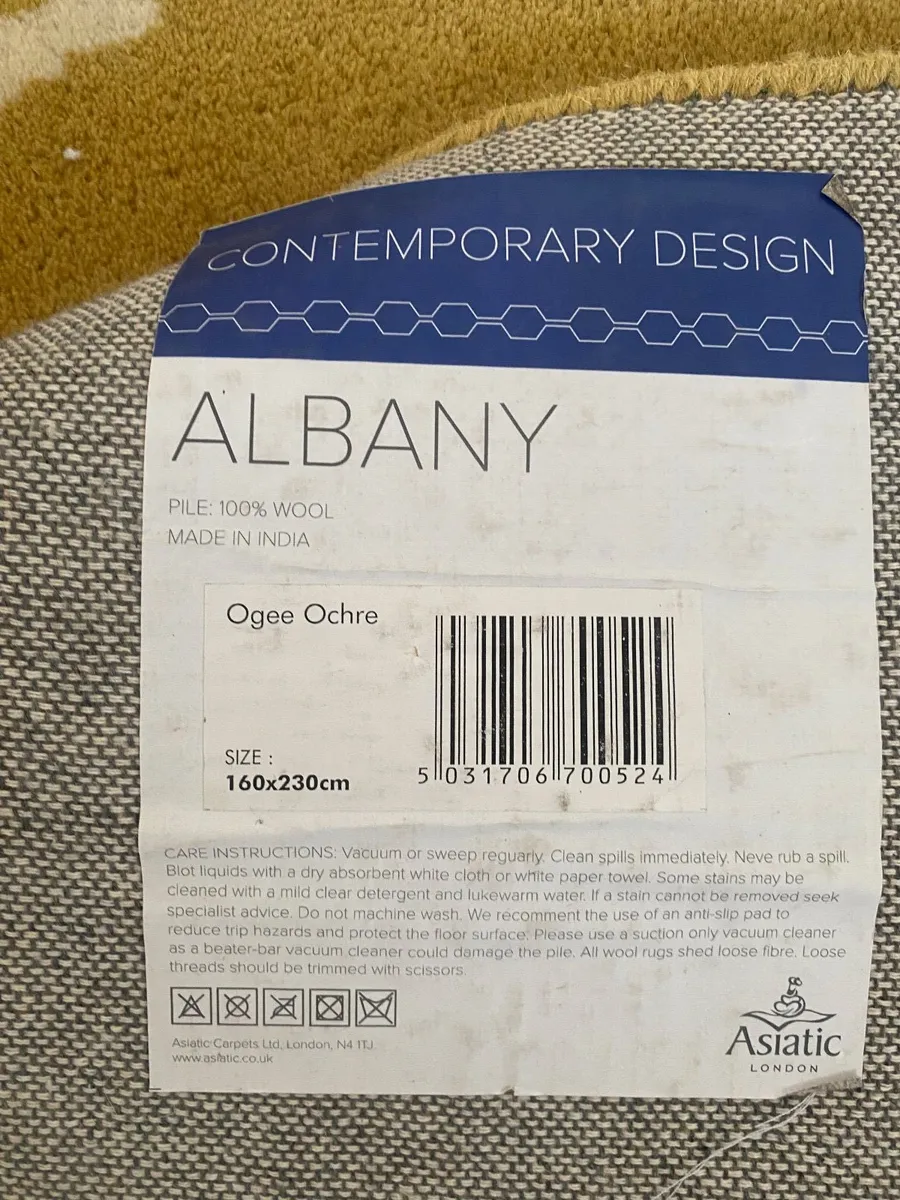 CONTEMPORARY DESIGN
ALBANY
PILE: 100% WOOL
MADE IN INDIA
Ogee Ochre
SIZE :
160x230cm
5 031706 700524
CARE INSTRUCTIONS: Vacuum or sweep reguarly. Clean spills immediately. Neve rub a spill.
Blot liquids with a dry absorbent white cloth or white paper towel. Some stains may be
cleaned with a mild clear detergent and lukewarm water. If a stain cannot be removed seek
specialist advice. Do not machine wash. We recomment the use of an anti-slip pad to
reduce trip hazards and protect the floor surface. Please use a suction only vacuum cleaner
as a beater-bar vacuum cleaner could damage the pile. All wool rugs shed loose fibre. Loose
threads should be trimmed with scissors.
Asiatic Carpets Ltd, London, N4 1TJ
www.asiatic.co.uk
Asiatic
LONDON